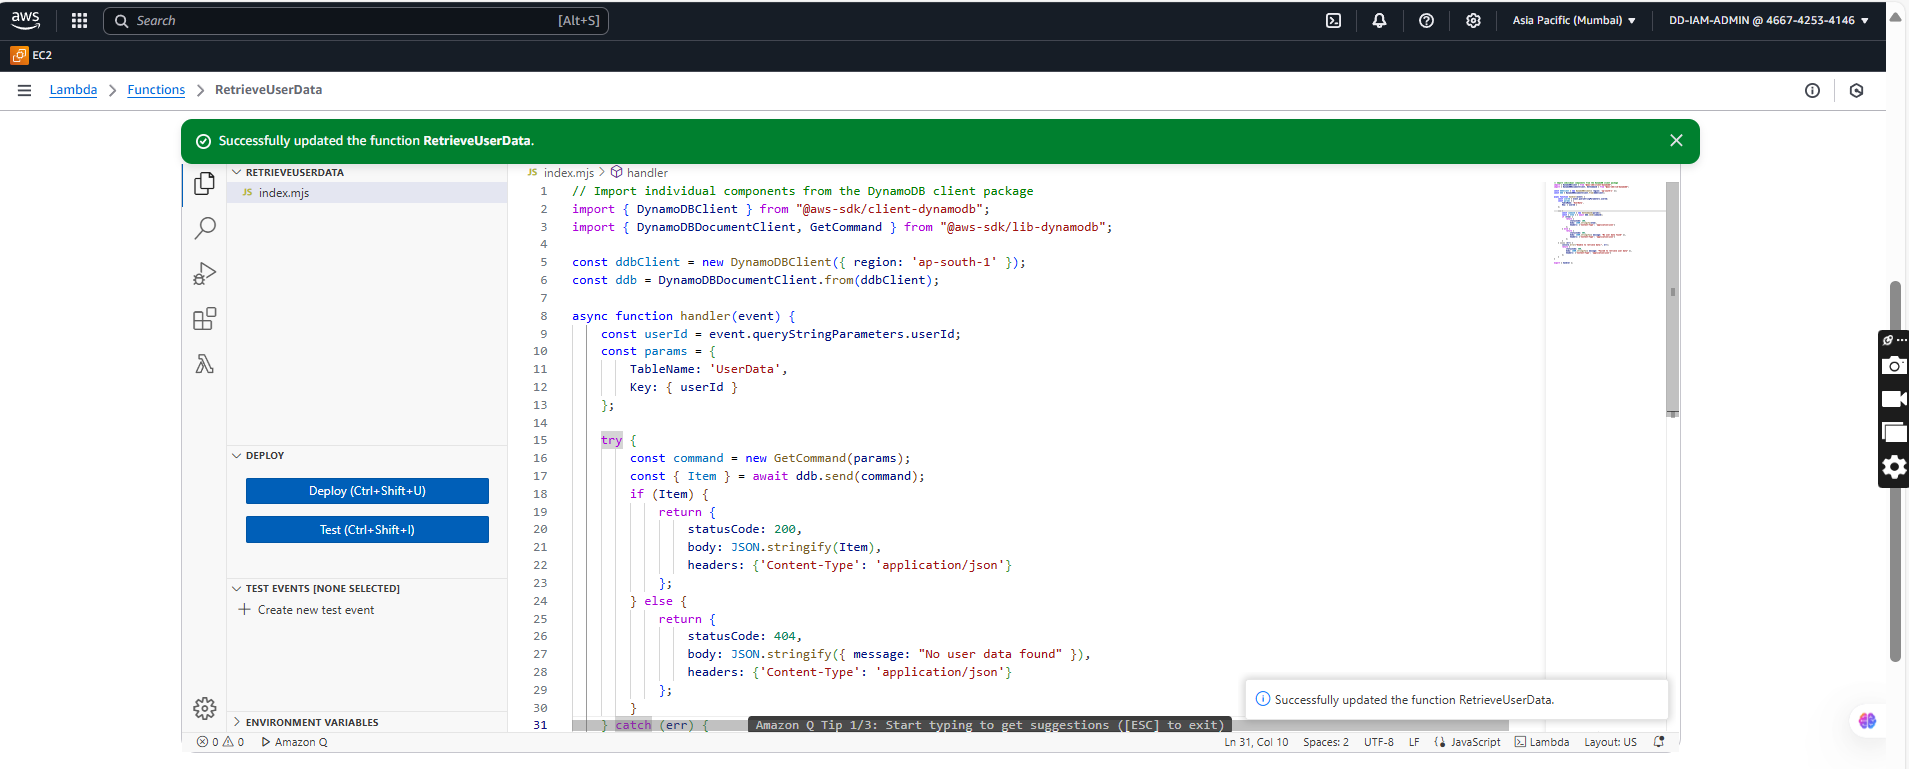 aws
Search
[Alt+S]
Asia Pacific (Mumbai)
DD-IAM-ADMIN @ 4667-4253-4146
EC2
Lambda
Functions
RetrieveUserData
Successfully updated the function RetrieveUserData.
RETRIEVEUSERDATA
JS index.mjs
DEPLOY
Deploy (Ctrl+Shift+U)
Test (Ctrl+Shift+I)
TEST EVENTS [NONE SELECTED]
Create new test event
ENVIRONMENT VARIABLES
JS index.mjs > handler
1 // Import individual components from the DynamoDB client package
2 import { DynamoDBClient } from "@aws-sdk/client-dynamodb";
3 import { DynamoDBDocumentClient, GetCommand } from "@aws-sdk/lib-dynamodb";
4
5 const ddbClient = new DynamoDBClient({ region: 'ap-south-1' });
6 const ddb = DynamoDBDocumentClient.from(ddbClient);
7
8 async function handler(event) {
9 const userId = event.queryStringParameters.userId;
10 const params = {
11 TableName: 'UserData',
12 Key: { userId }
13 };
14
15 try {
16 const command = new GetCommand(params);
17 const { Item } = await ddb.send(command);
18 if (Item) {
19 return {
20 statusCode: 200,
21 body: JSON.stringify(Item),
22 headers: {'Content-Type': 'application/json'}
23 };
24 } else {
25 return {
26 statusCode: 404,
27 body: JSON.stringify({ message: "No user data found" }),
28 headers: {'Content-Type': 'application/json'}
29 };
30 }
31 } catch (err) {
Amazon Q Tip 1/3: Start typing to get suggestions ([ESC] to exit)
Successfully updated the function RetrieveUserData.
0 0 Amazon Q
Ln 31, Col 10 Spaces: 2 UTF-8 LF JavaScript Lambda Layout: US